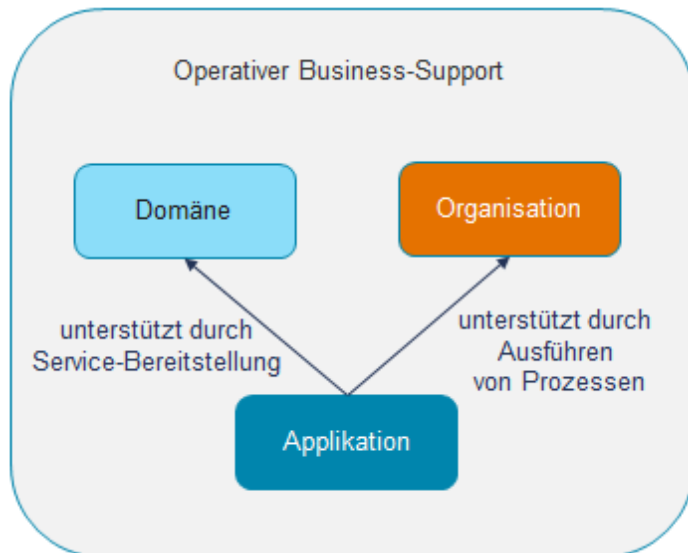 Operativer Business-Support
Domäne
Organisation
unterstützt durch
Service-Bereitstellung
unterstützt durch
Ausführen
von Prozessen
Applikation